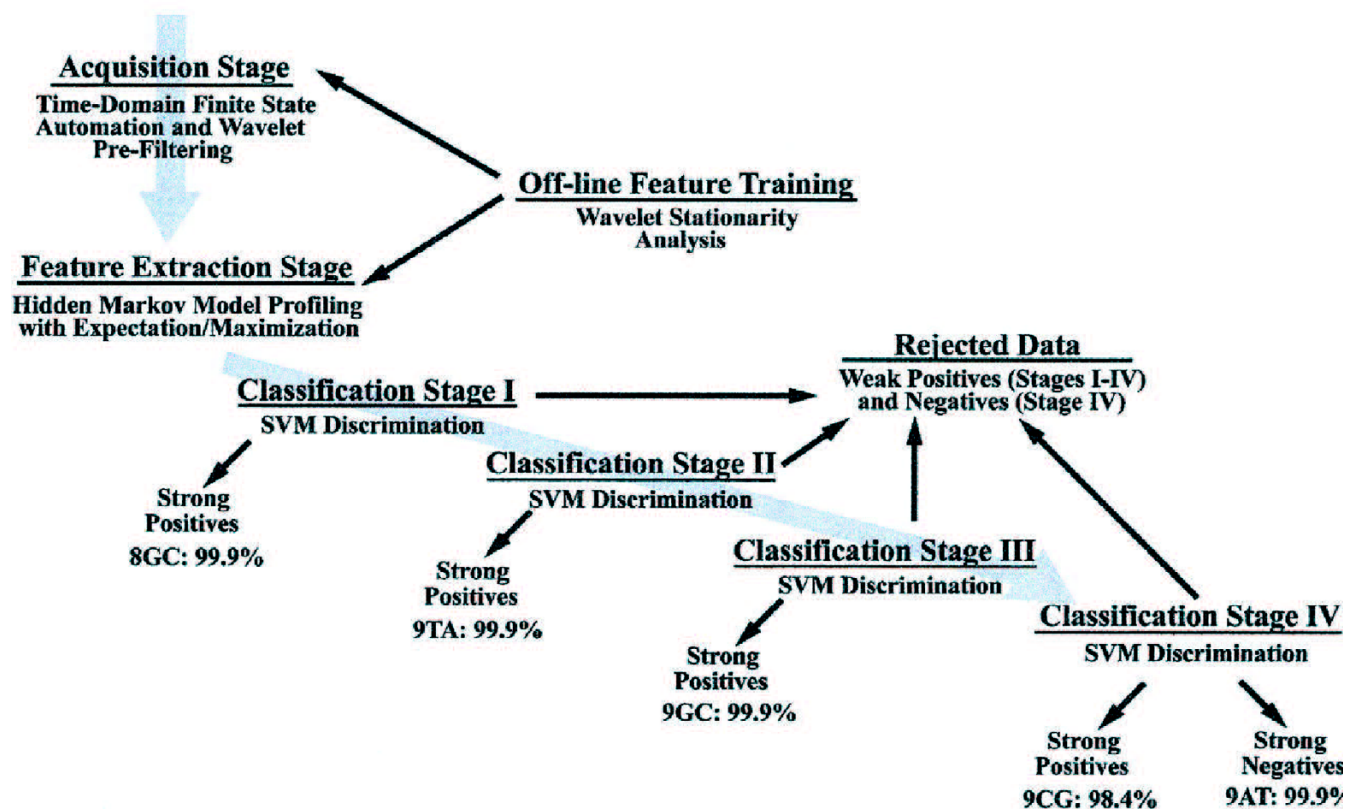 Acquisition Stage
Time-Domain Finite State
Automation and Wavelet
Pre-Filtering
Off-line Feature Training
Wavelet Stationarity
Analysis
Feature Extraction Stage
Hidden Markov Model Profiling
with Expectation/Maximization
Rejected Data
Weak Positives (Stages I-IV)
and Negatives (Stage IV)
Classification Stage I
SVM Discrimination
Strong
Positives
8GC: 99.9%
Classification Stage II
SVM Discrimination
Strong
Positives
9TA: 99.9%
Classification Stage III
SVM Discrimination
Strong
Positives
9GC: 99.9%
Classification Stage IV
SVM Discrimination
Strong
Positives
9CG: 98.4%
Strong
Negatives
9AT: 99.9%